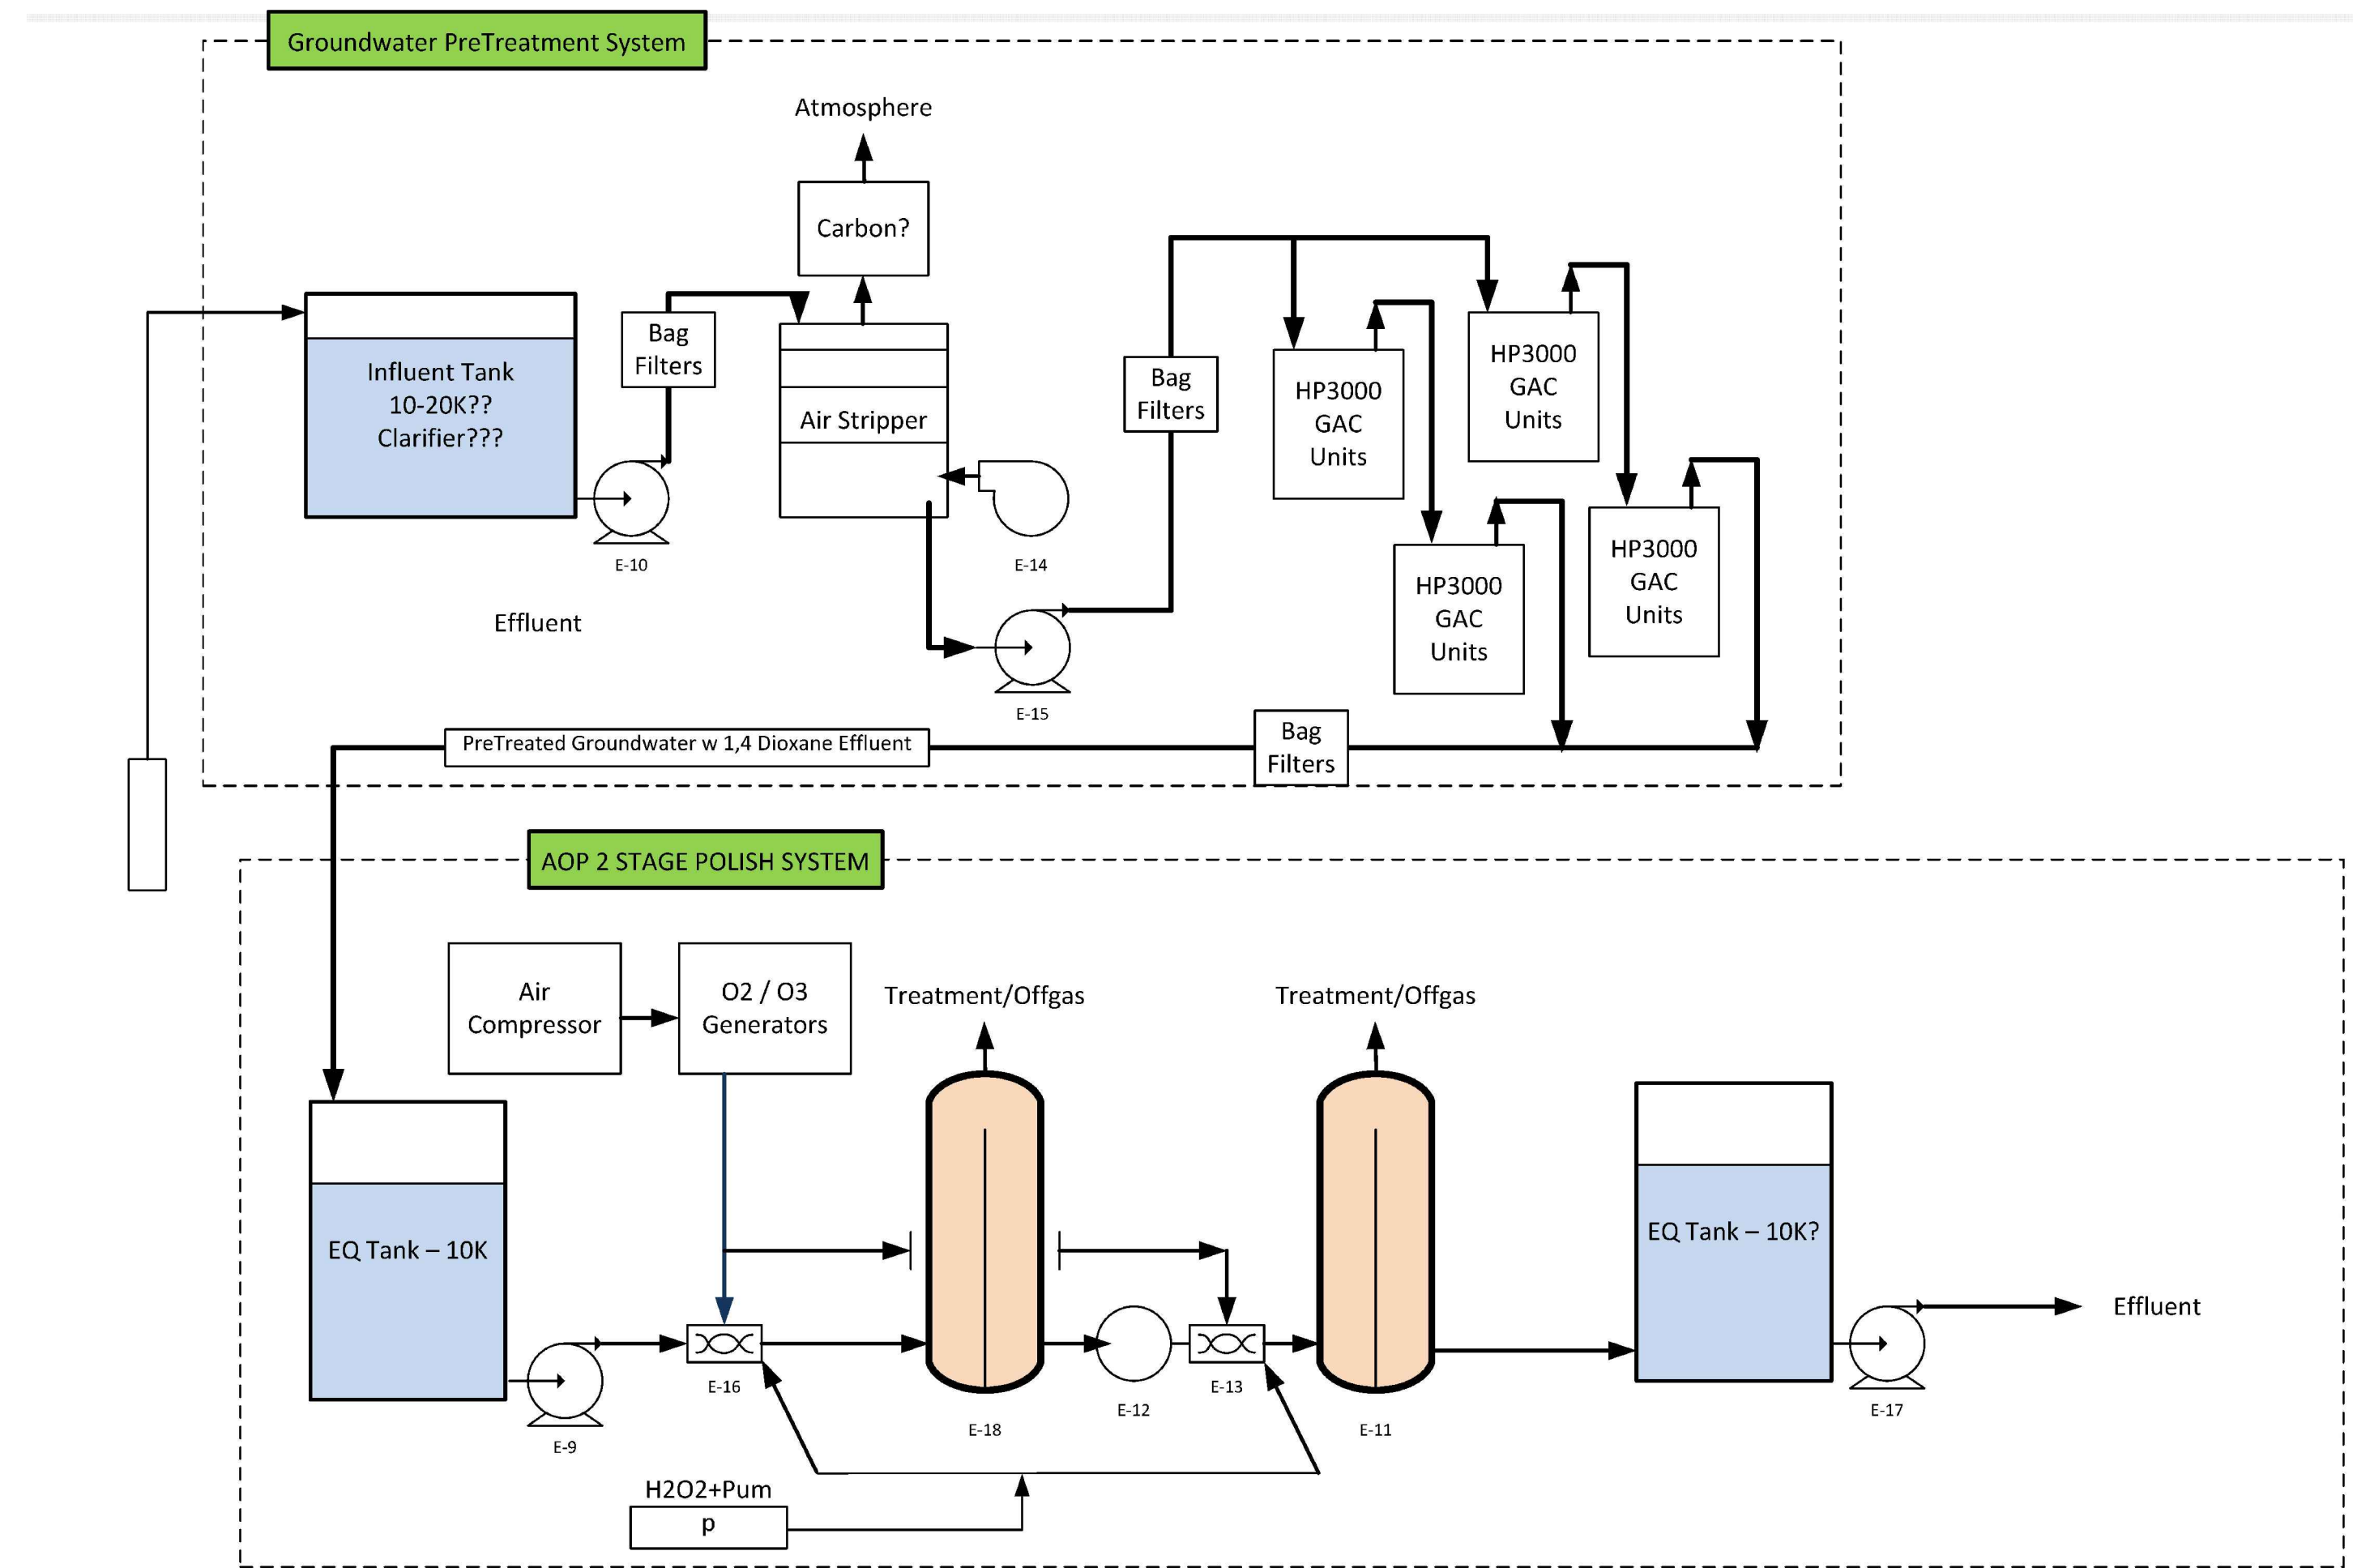 Groundwater PreTreatment System
Atmosphere
Carbon?
Influent Tank
10-20K??
Clarifier???
Bag
Filters
Air Stripper
E-10
E-14
Effluent
E-15
Bag
Filters
HP3000
GAC
Units
HP3000
GAC
Units
HP3000
GAC
Units
HP3000
GAC
Units
PreTreated Groundwater w 1,4 Dioxane Effluent
Bag
Filters
AOP 2 STAGE POLISH SYSTEM
Air
Compressor
O2 / O3
Generators
Treatment/Offgas
Treatment/Offgas
EQ Tank – 10K
EQ Tank – 10K?
Effluent
E-9
E-16
E-18
E-12
E-13
E-11
E-17
H2O2+Pum
p